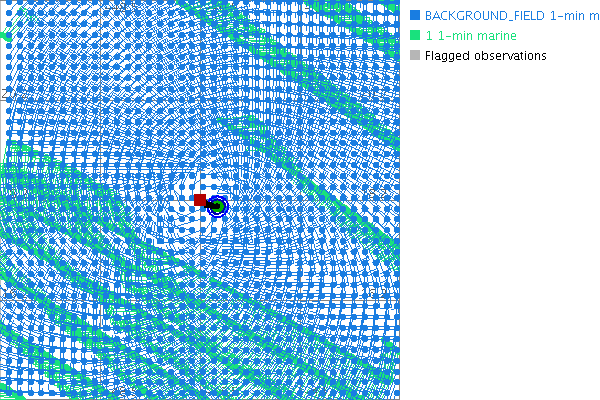 BACKGROUND_FIELD 1-min m
1 1-min marine
Flagged observations